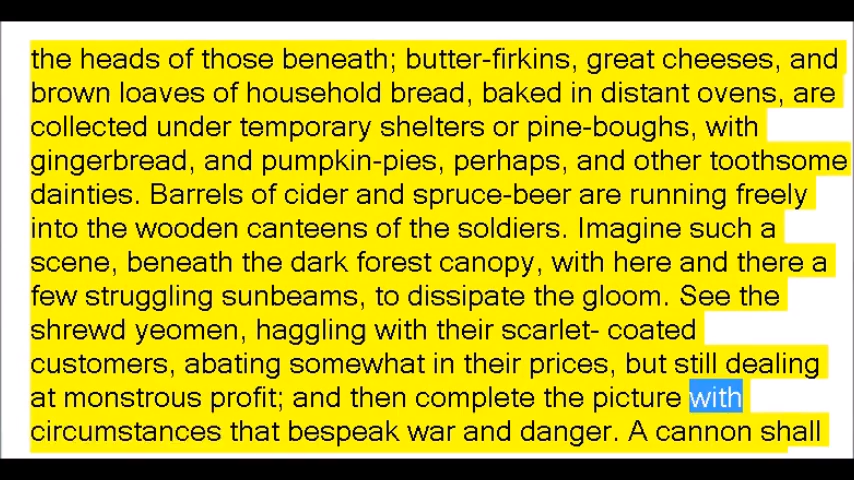 the heads of those beneath; butter-firkins, great cheeses, and
brown loaves of household bread, baked in distant ovens, are
collected under temporary shelters or pine-boughs, with
gingerbread, and pumpkin-pies, perhaps, and other toothsome
dainties. Barrels of cider and spruce-beer are running freely
into the wooden canteens of the soldiers. Imagine such a
scene, beneath the dark forest canopy, with here and there a
few struggling sunbeams, to dissipate the gloom. See the
shrewd yeomen, haggling with their scarlet- coated
customers, abating somewhat in their prices, but still dealing
at monstrous profit; and then complete the picture with
circumstances that bespeak war and danger. A cannon shall